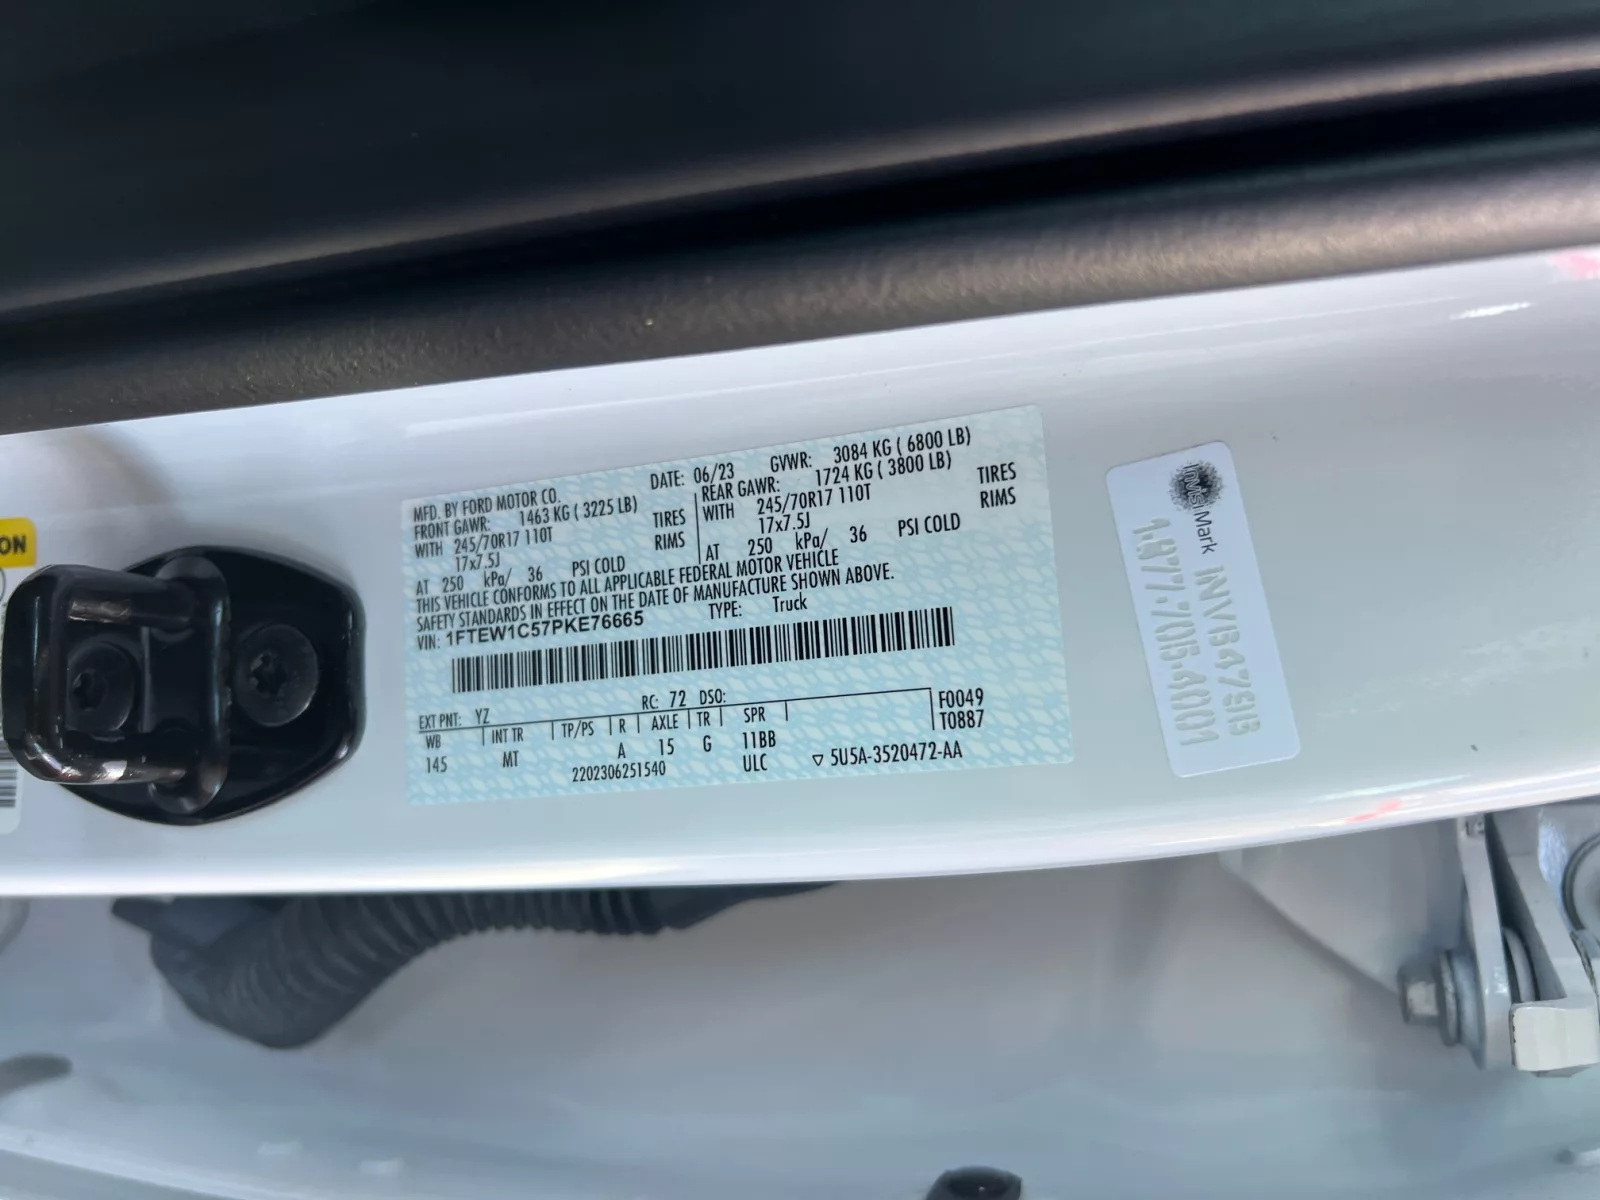 ON
MFD. BY FORD MOTOR CO. DATE: 06/23 GVWR: 3084 KG ( 6800 LB)
FRONT GAWR: 1463 KG ( 3225 LB) REAR GAWR: 1724 KG ( 3800 LB)
WITH 245/70R17 110T TIRES WITH 245/70R17 110T TIRES
17x7.5J RIMS 17x7.5J RIMS
AT 250 kPa/ 36 PSI COLD AT 250 kPa/ 36 PSI COLD
THIS VEHICLE CONFORMS TO ALL APPLICABLE FEDERAL MOTOR VEHICLE
SAFETY STANDARDS IN EFFECT ON THE DATE OF MANUFACTURE SHOWN ABOVE.
VIN: 1FTEW1C57PKE76665 TYPE: Truck
EXT PNT: YZ RC: 72 DSO: F0049
WB INT TR TP/PS R AXLE TR SPR T0887
145 MT A 15 G 11BB
2202306251540 ULC ▽ 5U5A-3520472-AA
InvisiMark INVB479B
1.877.705.4001